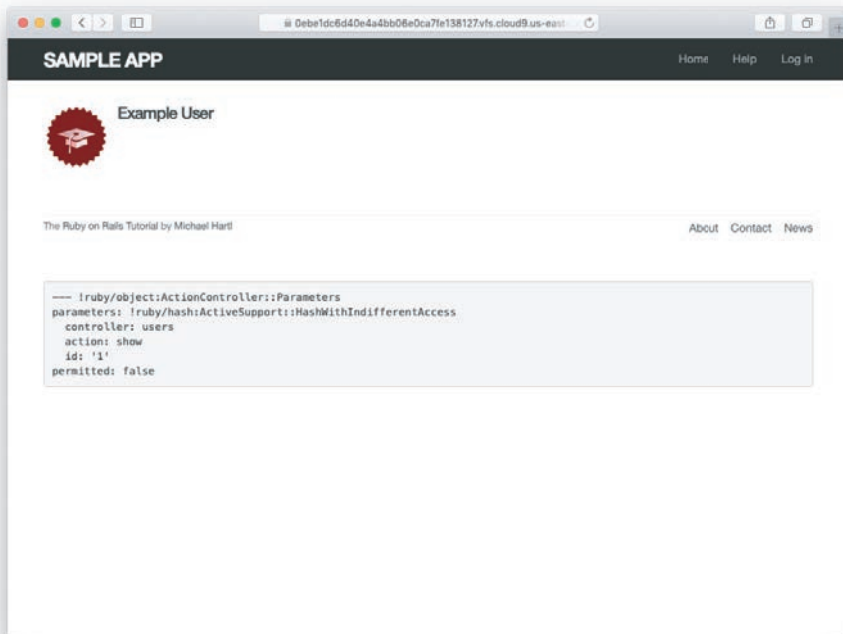 0ebe1dc6d40e4a4bb06e0ca7fe138127.vfs.cloud9.us-east-
SAMPLE APP
Home Help Log in
Example User
The Ruby on Rails Tutorial by Michael Hartl
About Contact News
--- !ruby/object:ActionController::Parameters
parameters: !ruby/hash:ActiveSupport::HashWithIndifferentAccess
controller: users
action: show
id: '1'
permitted: false